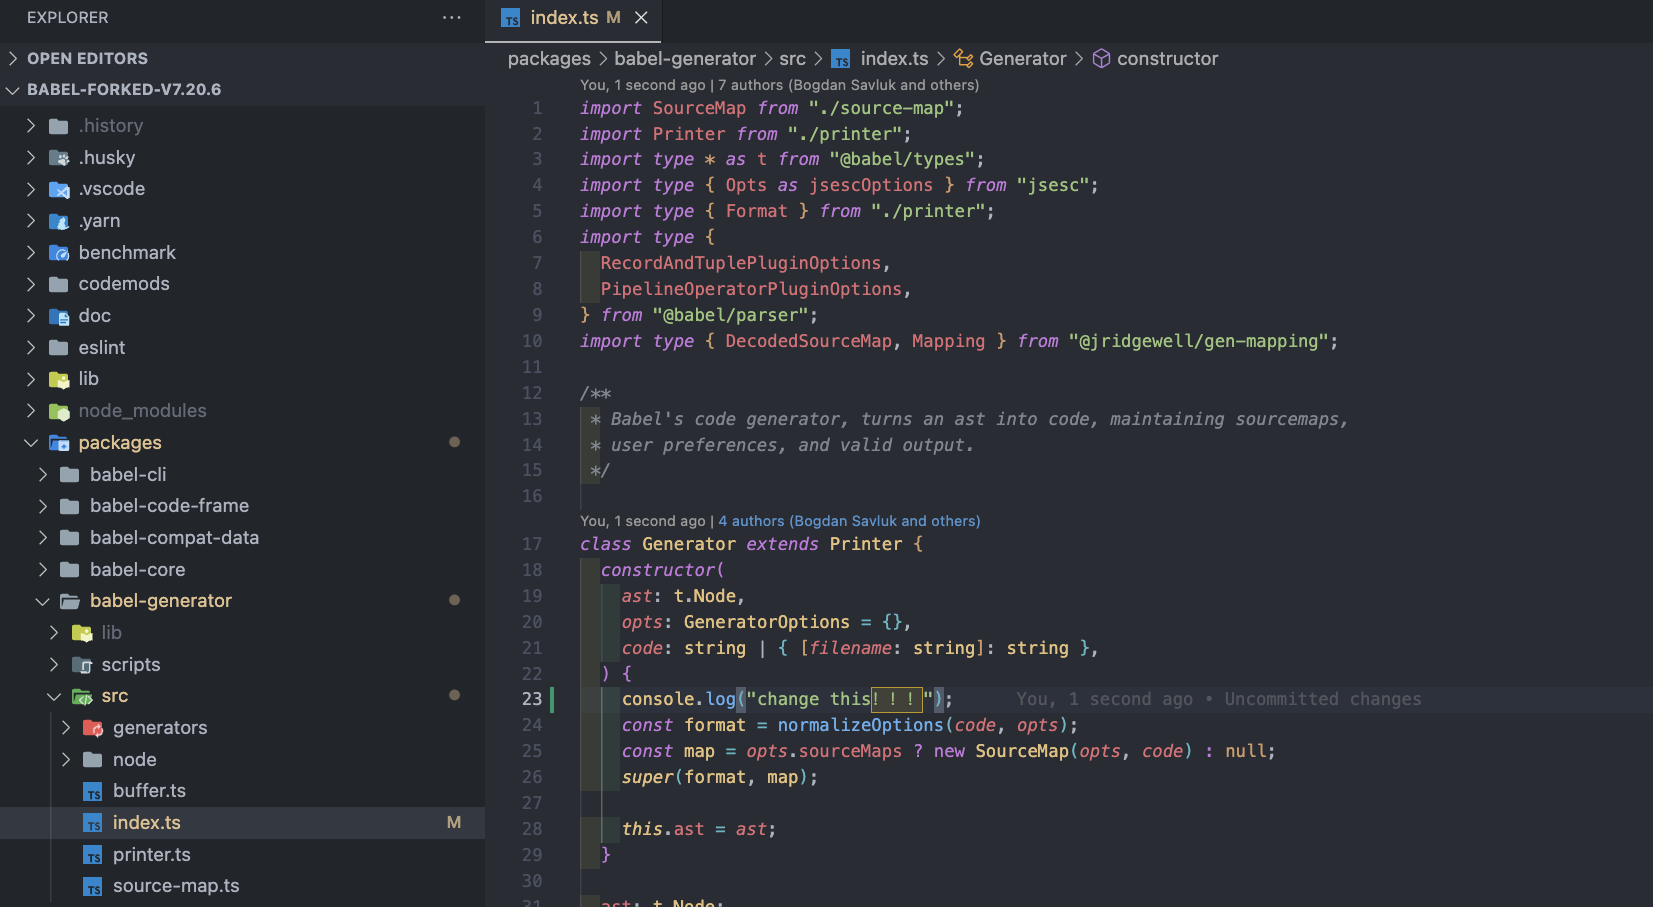 EXPLORER
OPEN EDITORS
BABEL-FORKED-V7.20.6
.history
.husky
.vscode
.yarn
benchmark
codemods
doc
eslint
lib
node_modules
packages
babel-cli
babel-code-frame
babel-compat-data
babel-core
babel-generator
lib
scripts
src
generators
node
TS buffer.ts
TS index.ts M
TS printer.ts
TS source-map.ts
TS index.ts M
packages > babel-generator > src > TS index.ts > Generator > constructor
You, 1 second ago | 7 authors (Bogdan Savluk and others)
1 import SourceMap from "./source-map";
2 import Printer from "./printer";
3 import type * as t from "@babel/types";
4 import type { Opts as jsescOptions } from "jsesc";
5 import type { Format } from "./printer";
6 import type {
7 RecordAndTuplePluginOptions,
8 PipelineOperatorPluginOptions,
9 } from "@babel/parser";
10 import type { DecodedSourceMap, Mapping } from "@jridgewell/gen-mapping";
11
12 /**
13 * Babel's code generator, turns an ast into code, maintaining sourcemaps,
14 * user preferences, and valid output.
15 */
16
You, 1 second ago | 4 authors (Bogdan Savluk and others)
17 class Generator extends Printer {
18 constructor(
19 ast: t.Node,
20 opts: GeneratorOptions = {},
21 code: string | { [filename: string]: string },
22 ) {
23 console.log("change this！！！"); You, 1 second ago • Uncommitted changes
24 const format = normalizeOptions(code, opts);
25 const map = opts.sourceMaps ? new SourceMap(opts, code) : null;
26 super(format, map);
27
28 this.ast = ast;
29 }
30
31 ast: t.Node;